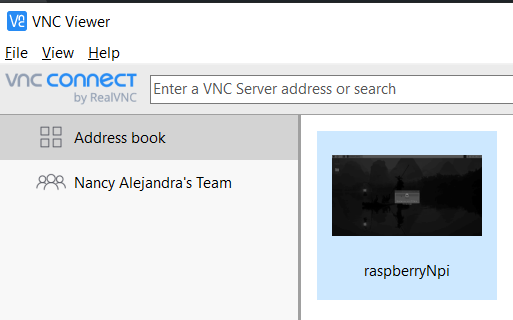 VNC Viewer
File View Help
vnc connect
by RealVNC
Enter a VNC Server address or search
Address book
Nancy Alejandra's Team
raspberryNpi